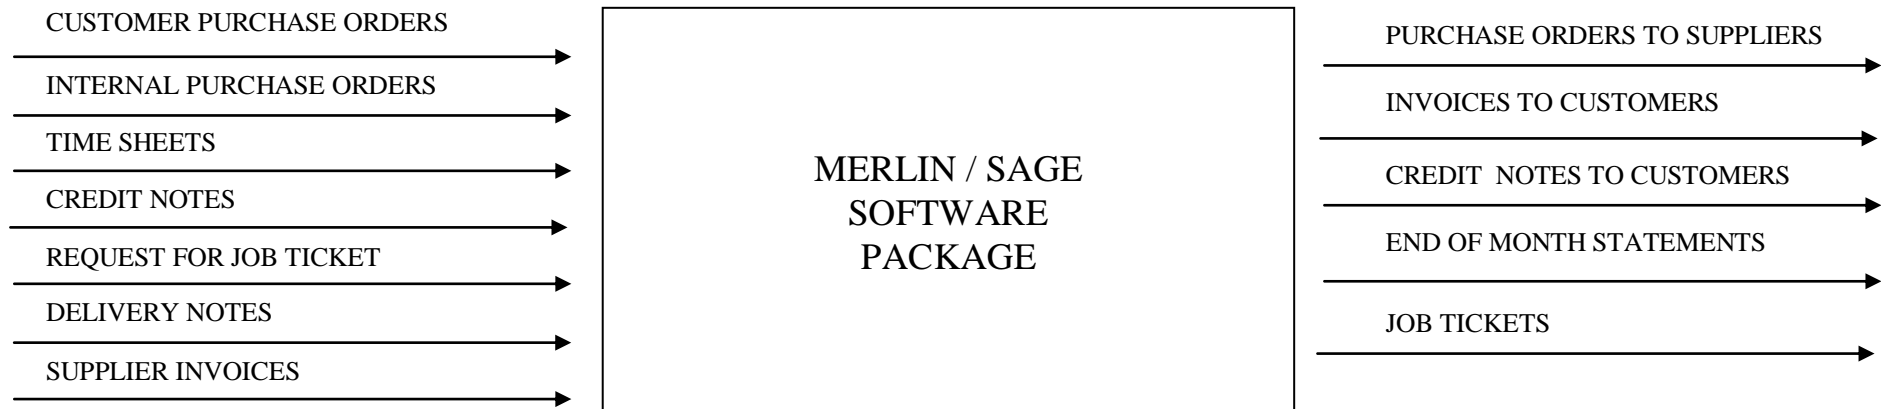 CUSTOMER PURCHASE ORDERS
INTERNAL PURCHASE ORDERS
TIME SHEETS
CREDIT NOTES
REQUEST FOR JOB TICKET
DELIVERY NOTES
SUPPLIER INVOICES
MERLIN / SAGE
SOFTWARE
PACKAGE
PURCHASE ORDERS TO SUPPLIERS
INVOICES TO CUSTOMERS
CREDIT NOTES TO CUSTOMERS
END OF MONTH STATEMENTS
JOB TICKETS